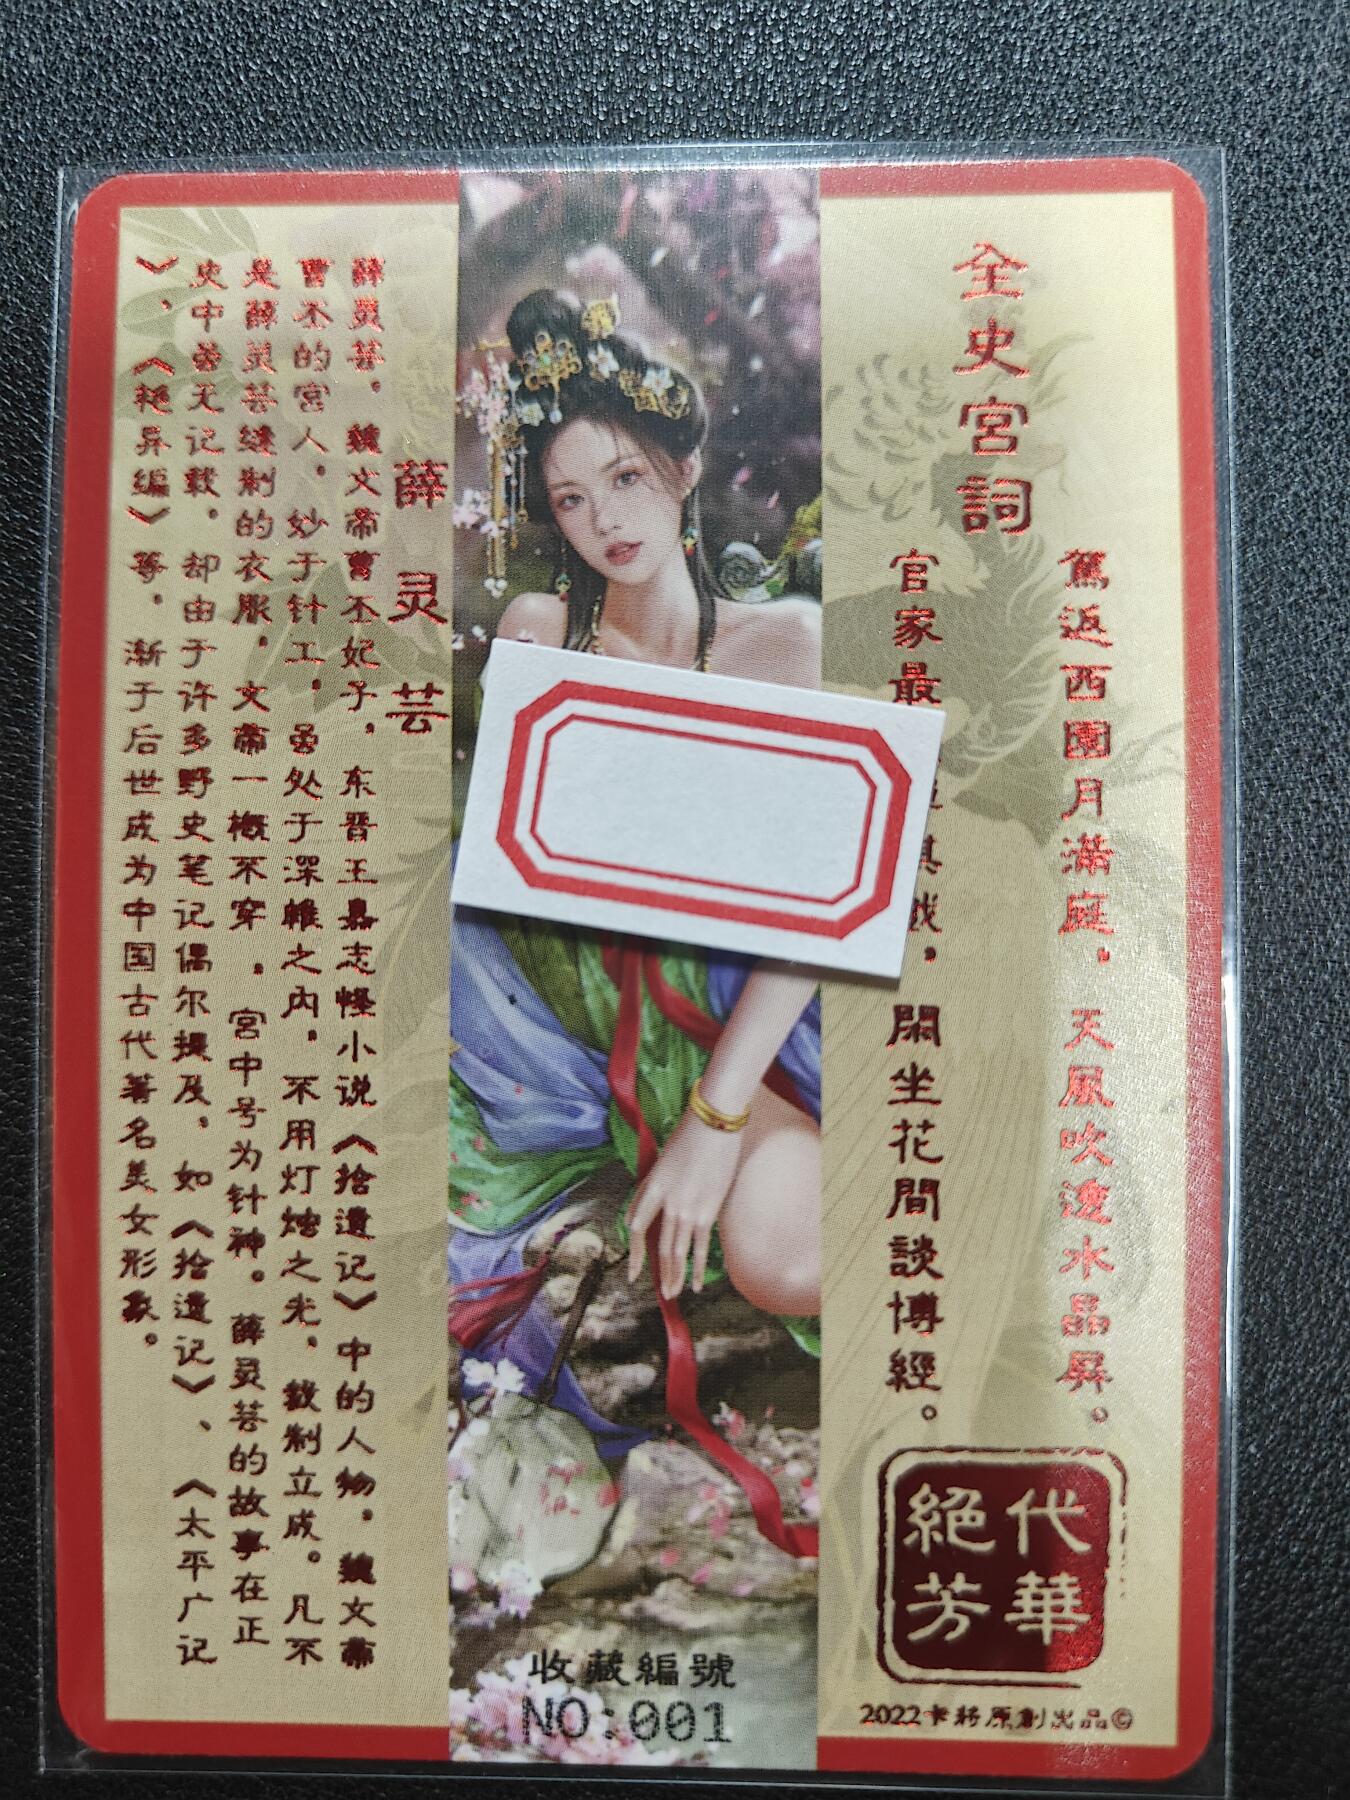 全史宮詞
駕返西園月滿庭，天風吹透水晶屏。
官家最
戲，閑坐花間談博經。
絕代
芳華
2022卡將原創出品©
收藏編號
NO:001
薛灵芸
薛灵芸，魏文帝曹丕妃子，东晋王嘉志怪小说《拾遗记》中的人物。魏文帝
曹丕的宫人，妙于针工，虽处于深帷之内，不用灯烛之光，裁制立成。凡不
是薛灵芸缝制的衣服，文帝一概不穿，宫中号为针神。薛灵芸的故事在正
史中并无记载，却由于许多野史笔记偶尔提及，如《拾遗记》、《太平广记
》，《艳异编》等，渐于后世成为中国古代著名美女形象。